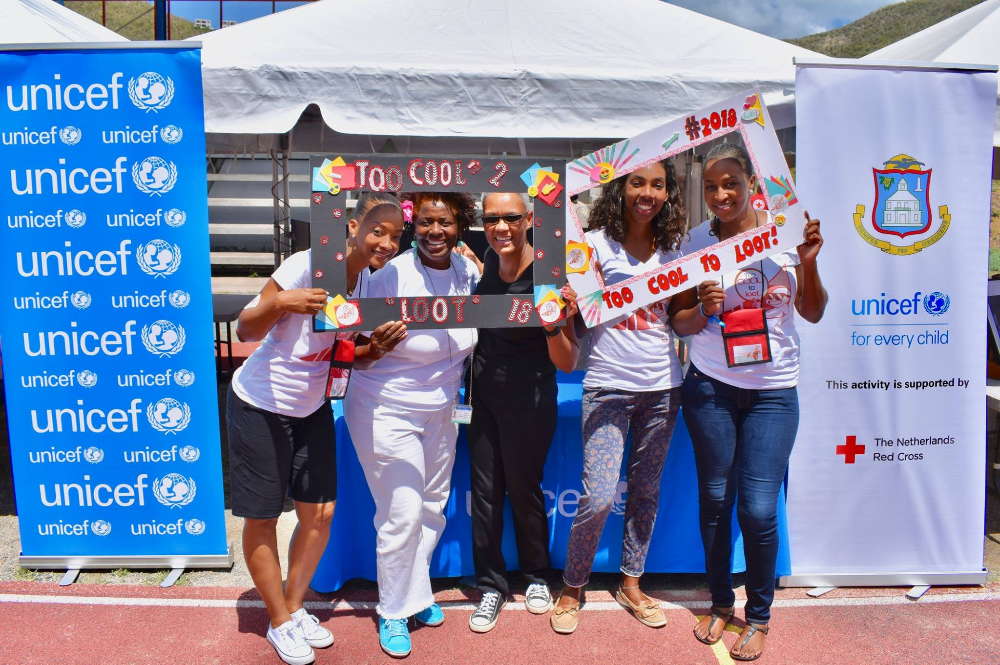 unicef
unicef unicef
unicef
unicef unicef
unicef
unicef unicef
unicef
unicef unicef
unicef
unicef unicef
unicef
unicef unicef
TOO COOL" 2
"LOOT" 18
#2018
hello!
TOO COOL TO LOOT!
Too
COOL
to
loot
SEMPER PRO GREDIENS
unicef
for every child
This activity is supported by
The Netherlands
Red Cross